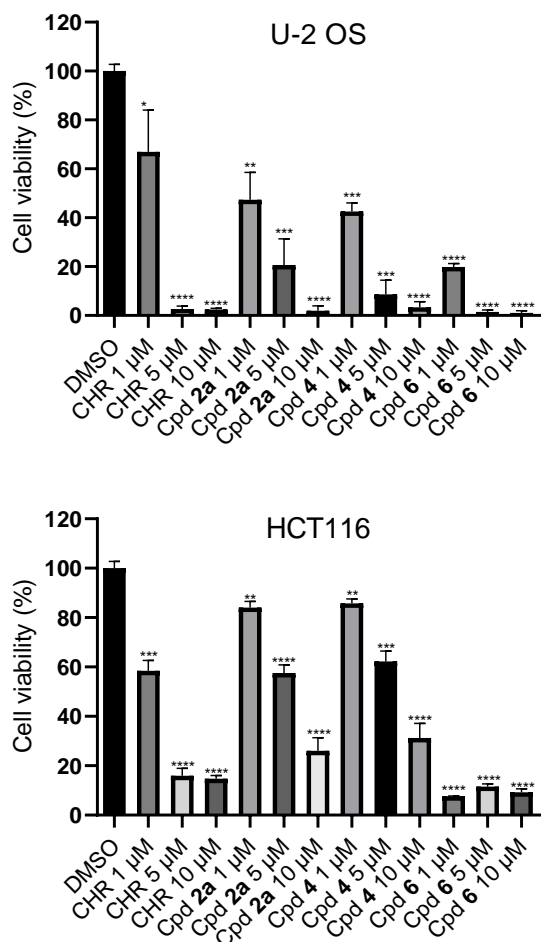 U-2 OS
120
100
80
60
40
20
0
Cell viability (%)
*
****
****
**
***
****
***
***
****
****
****
****
DMSO
CHR 1 µM
CHR 5 µM
CHR 10 µM
Cpd 2a 1 µM
Cpd 2a 5 µM
Cpd 2a 10 µM
Cpd 4 1 µM
Cpd 4 5 µM
Cpd 4 10 µM
Cpd 6 1 µM
Cpd 6 5 µM
Cpd 6 10 µM
HCT116
120
100
80
60
40
20
0
Cell viability (%)
***
****
****
**
****
****
**
***
****
****
****
****
DMSO
CHR 1 µM
CHR 5 µM
CHR 10 µM
Cpd 2a 1 µM
Cpd 2a 5 µM
Cpd 2a 10 µM
Cpd 4 1 µM
Cpd 4 5 µM
Cpd 4 10 µM
Cpd 6 1 µM
Cpd 6 5 µM
Cpd 6 10 µM